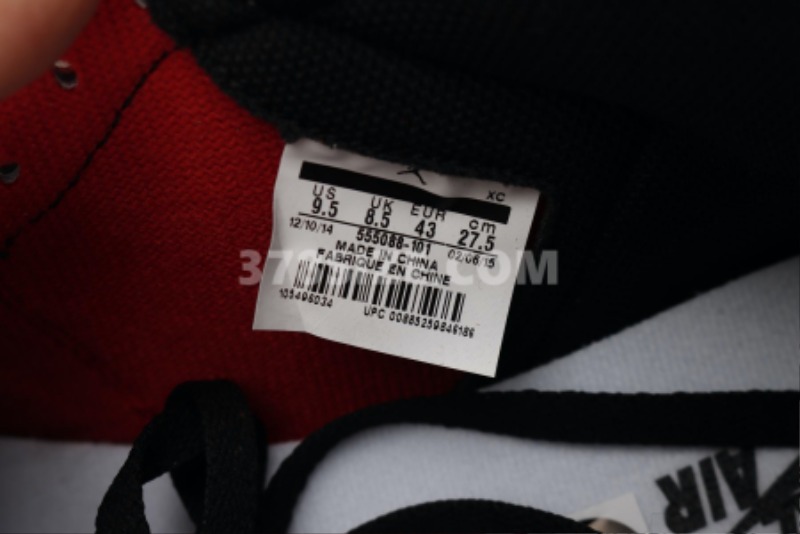 XC
US UK EUR cm
9.5 8.5 43 27.5
12/10/14 555088-101 02/06/15
MADE IN CHINA
FABRIQUE EN CHINE
105496034
UPC 00885259846186
AIR